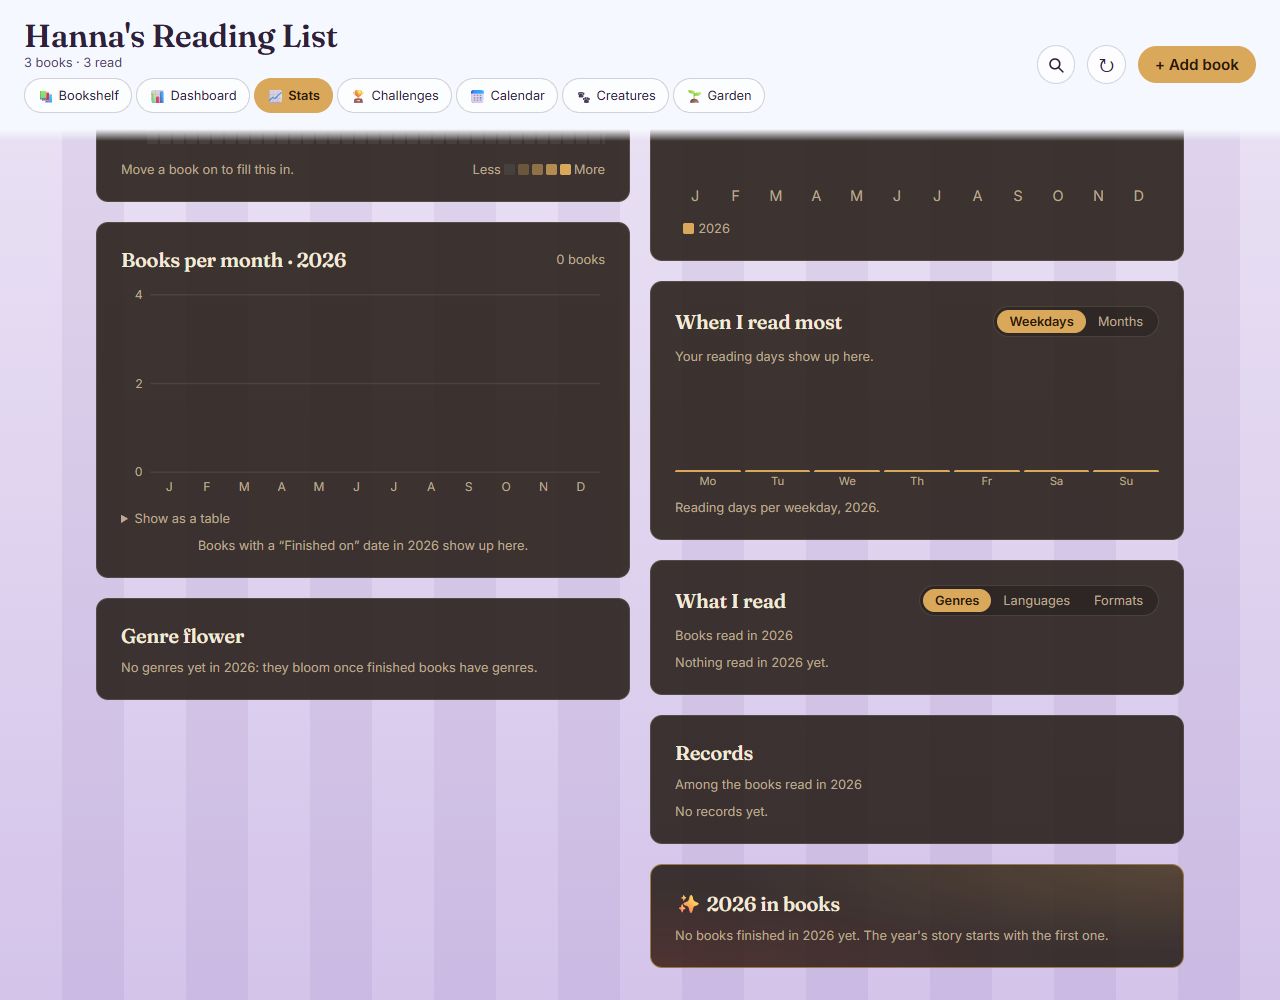 Hanna's Reading List
3 books · 3 read
Bookshelf
Dashboard
Stats
Challenges
Calendar
Creatures
Garden
+ Add book
Move a book on to fill this in.
Less
More
Books per month · 2026
0 books
4
2
0
J F M A M J J A S O N D
Show as a table
Books with a “Finished on” date in 2026 show up here.
Genre flower
No genres yet in 2026: they bloom once finished books have genres.
J F M A M J J A S O N D
2026
When I read most
Weekdays
Months
Your reading days show up here.
Mo Tu We Th Fr Sa Su
Reading days per weekday, 2026.
What I read
Genres
Languages
Formats
Books read in 2026
Nothing read in 2026 yet.
Records
Among the books read in 2026
No records yet.
✨ 2026 in books
No books finished in 2026 yet. The year's story starts with the first one.